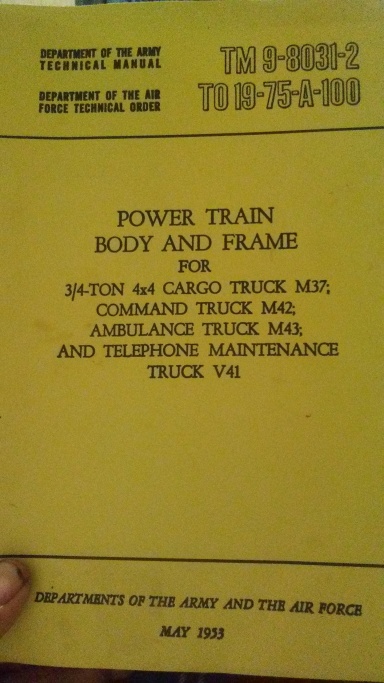 DEPARTMENT OF THE ARMY
TECHNICAL MANUAL
TM 9-8031-2
DEPARTMENT OF THE AIR
FORCE TECHNICAL ORDER
TO 19-75-A-100
POWER TRAIN
BODY AND FRAME
FOR
3/4-TON 4x4 CARGO TRUCK M37;
COMMAND TRUCK M42;
AMBULANCE TRUCK M43;
AND TELEPHONE MAINTENANCE
TRUCK V41
DEPARTMENTS OF THE ARMY AND THE AIR FORCE
MAY 1953